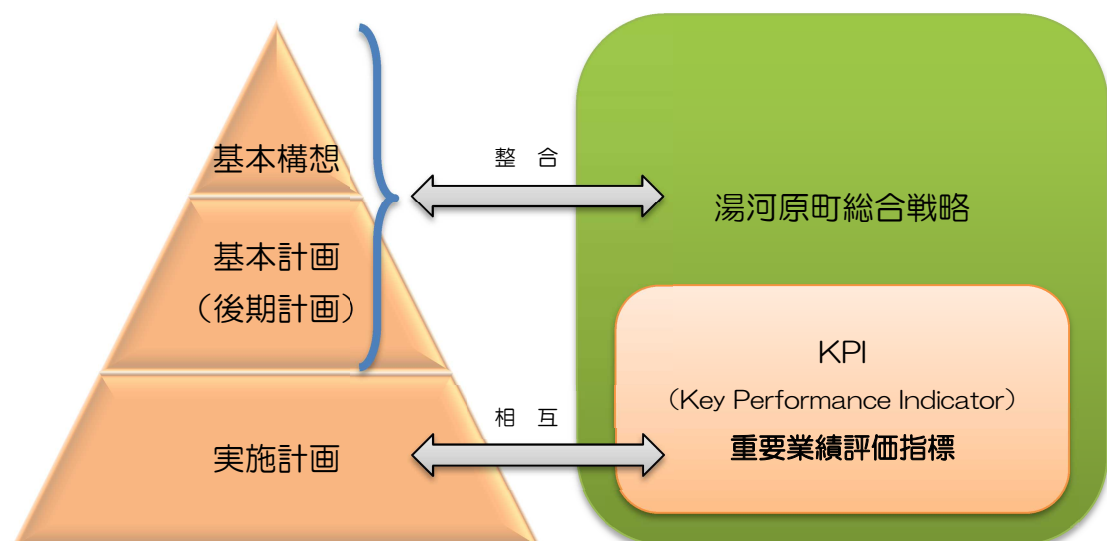 基本構想
基本計画
（後期計画）
実施計画
整　合
相　互
湯河原町総合戦略
KPI
（Key Performance Indicator）
重要業績評価指標